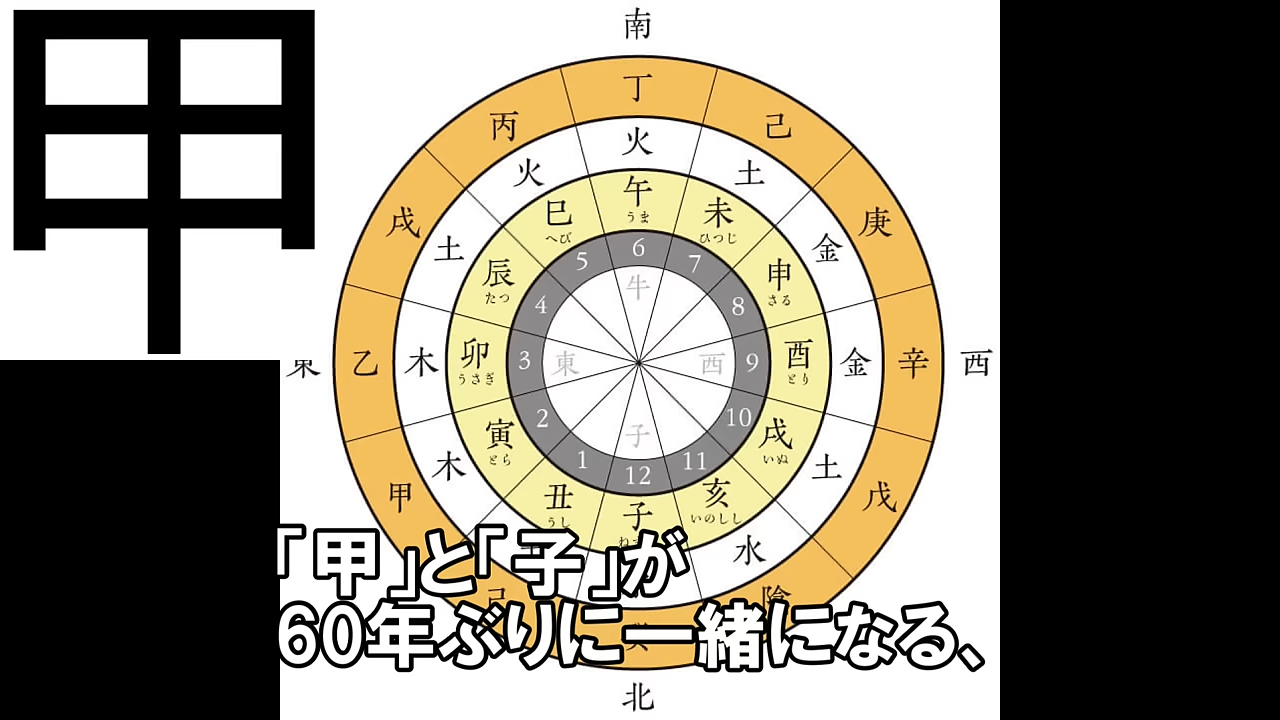 甲
南
丁
丙
己
火
火
土
戌
庚
午
うま
巳
へび
未
ひつじ
土
金
辰
たつ
申
さる
6
5
7
4
8
牛
東
乙
木
卯
うさぎ
3
東
西
9
酉
とり
金
辛
西
2
10
子
寅
とら
戌
いぬ
木
土
1
11
12
甲
戊
丑
うし
子
亥
いのしし
水
「甲」と「子」が
60年ぶりに一緒になる、
北